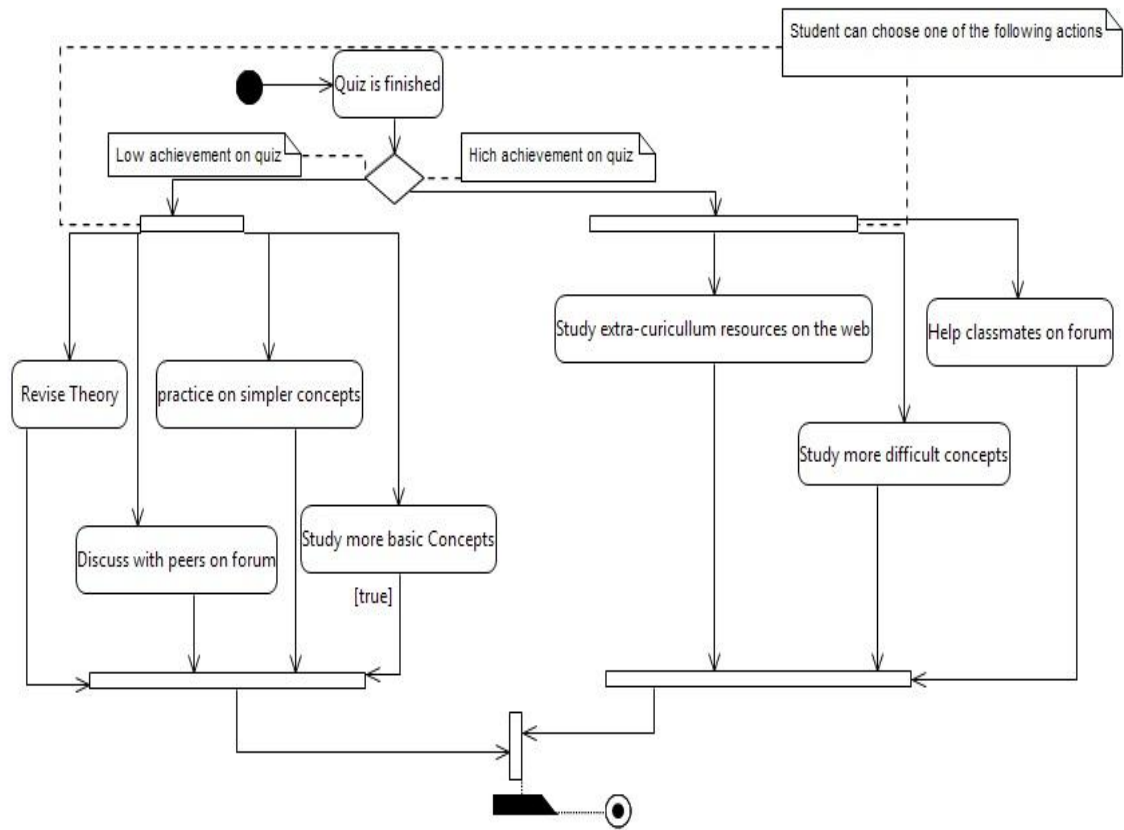 Student can choose one of the following actions
Quiz is finished
Low achievement on quiz
Hich achievement on quiz
Study extra-curicullum resources on the web
Help classmates on forum
Revise Theory
practice on simpler concepts
Study more difficult concepts
Study more basic Concepts
Discuss with peers on forum
[true]